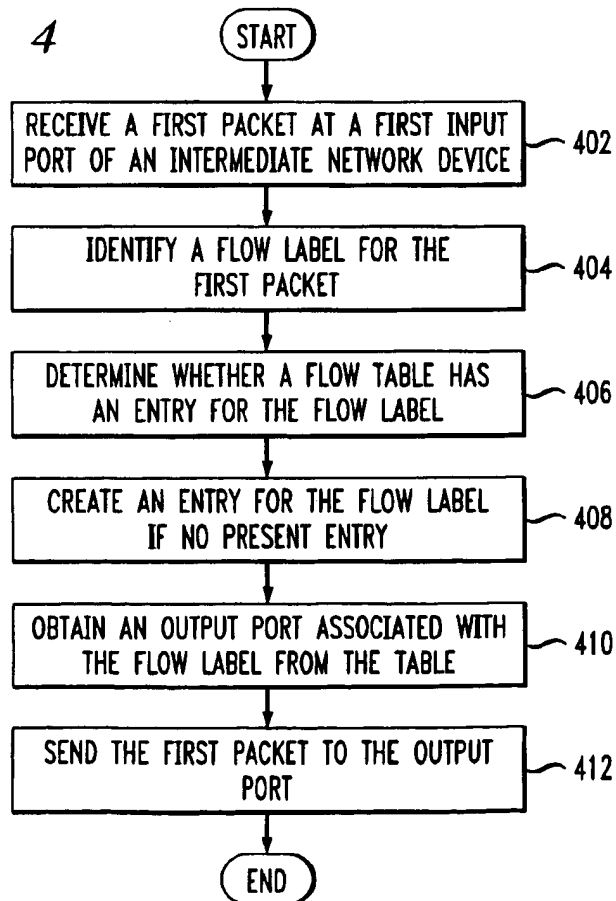 4
START
RECEIVE A FIRST PACKET AT A FIRST INPUT
PORT OF AN INTERMEDIATE NETWORK DEVICE
402
IDENTIFY A FLOW LABEL FOR THE
FIRST PACKET
404
DETERMINE WHETHER A FLOW TABLE HAS
AN ENTRY FOR THE FLOW LABEL
406
CREATE AN ENTRY FOR THE FLOW LABEL
IF NO PRESENT ENTRY
408
OBTAIN AN OUTPUT PORT ASSOCIATED WITH
THE FLOW LABEL FROM THE TABLE
410
SEND THE FIRST PACKET TO THE OUTPUT
PORT
412
END